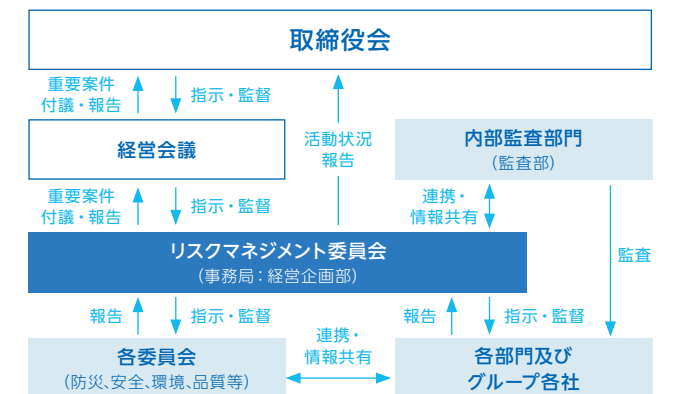 取締役会
重要案件
付議・報告
指示・監督
活動状況
報告
経営会議
内部監査部門
(監査部)
重要案件
付議・報告
指示・監督
連携・
情報共有
リスクマネジメント委員会
(事務局：経営企画部)
監査
報告
指示・監督
連携・
情報共有
報告
指示・監督
各委員会
(防災、安全、環境、品質等)
各部門及び
グループ各社